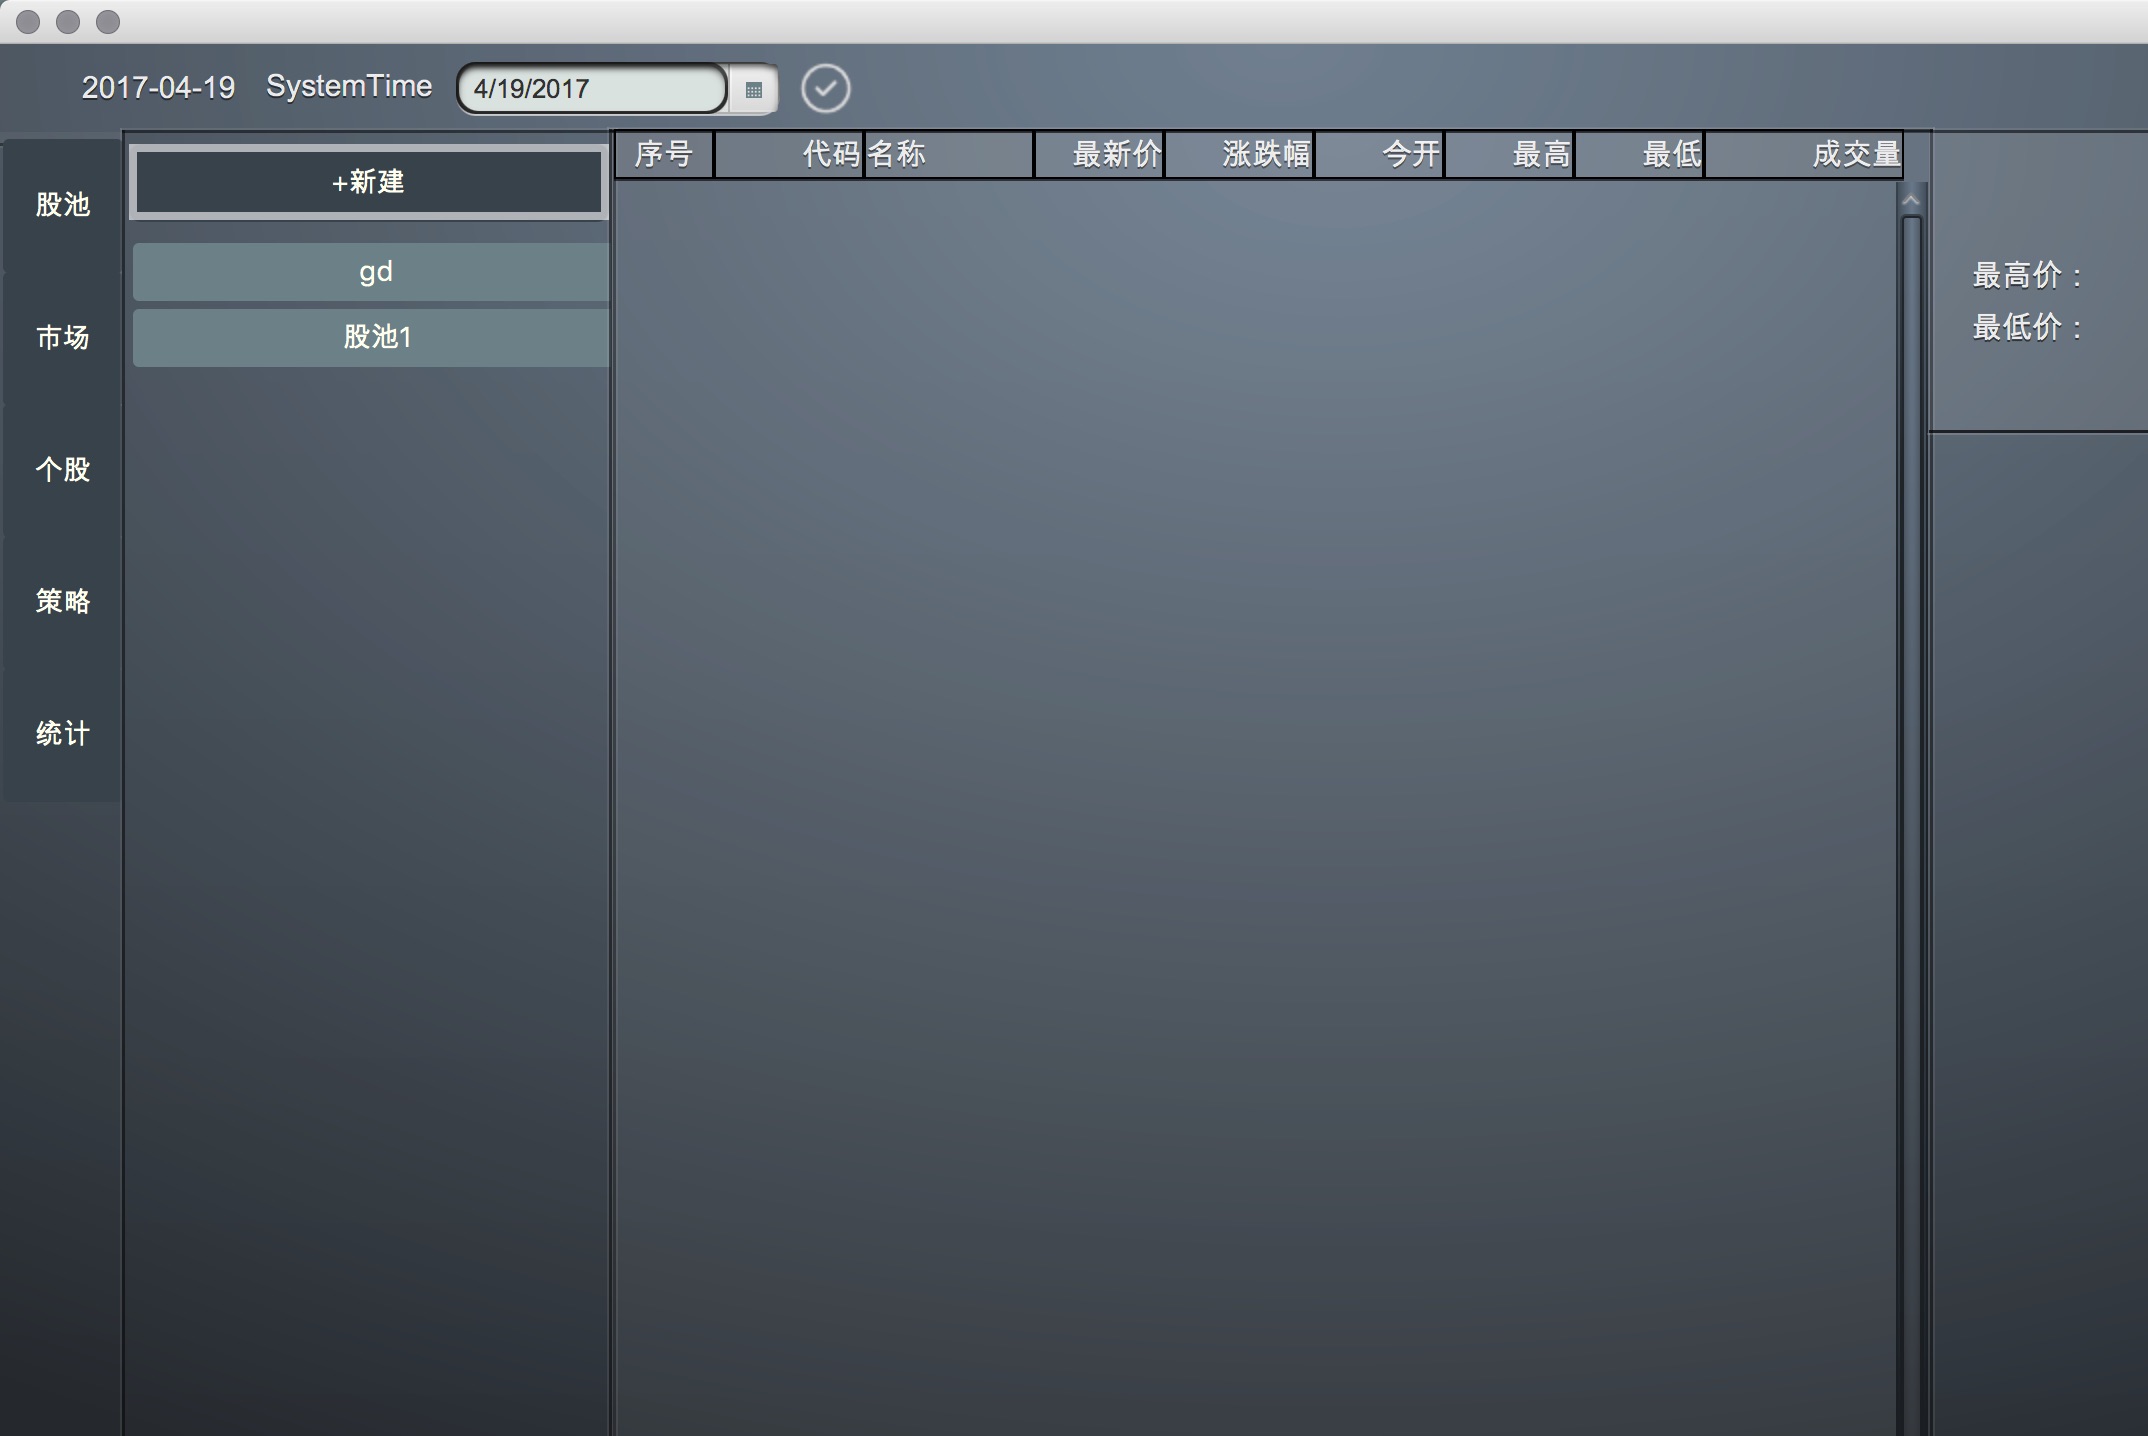 2017-04-19 SystemTime 4/19/2017
序号 代码 名称 最新价 涨跌幅 今开 最高 最低 成交量
股池
市场
个股
策略
统计
+新建
gd
股池1
最高价：
最低价：